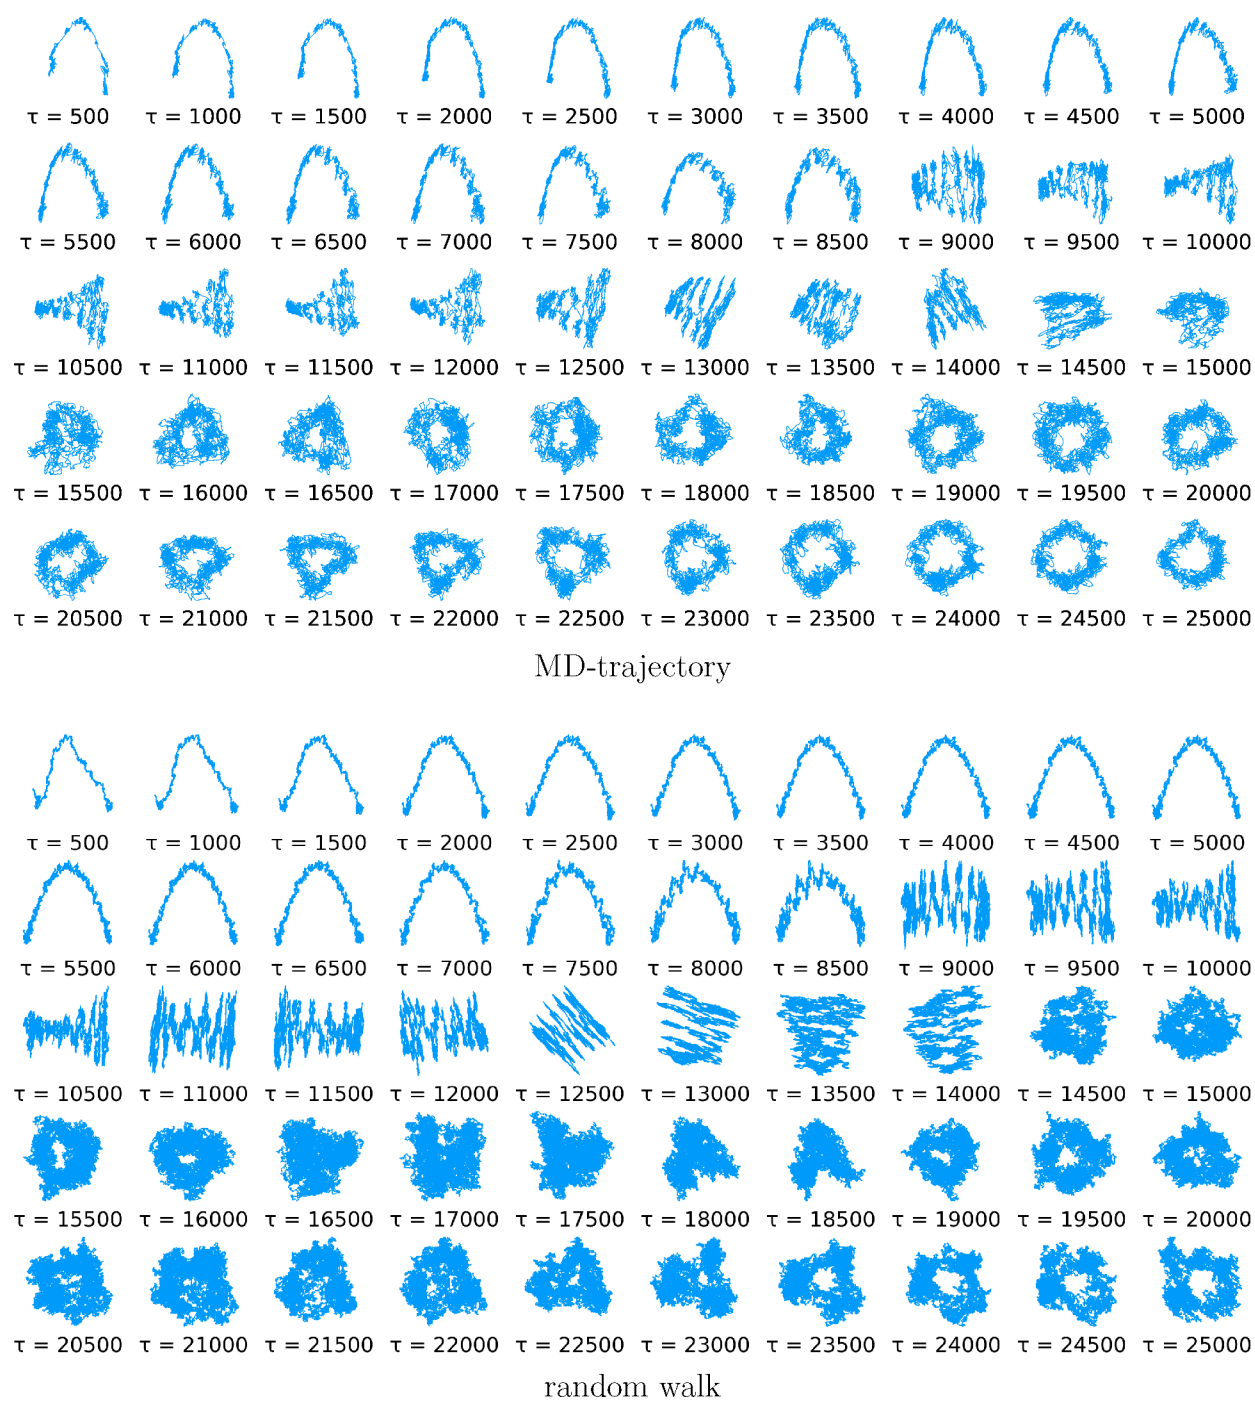 τ = 500 τ = 1000 τ = 1500 τ = 2000 τ = 2500 τ = 3000 τ = 3500 τ = 4000 τ = 4500 τ = 5000
τ = 5500 τ = 6000 τ = 6500 τ = 7000 τ = 7500 τ = 8000 τ = 8500 τ = 9000 τ = 9500 τ = 10000
τ = 10500 τ = 11000 τ = 11500 τ = 12000 τ = 12500 τ = 13000 τ = 13500 τ = 14000 τ = 14500 τ = 15000
τ = 15500 τ = 16000 τ = 16500 τ = 17000 τ = 17500 τ = 18000 τ = 18500 τ = 19000 τ = 19500 τ = 20000
τ = 20500 τ = 21000 τ = 21500 τ = 22000 τ = 22500 τ = 23000 τ = 23500 τ = 24000 τ = 24500 τ = 25000
MD-trajectory
τ = 500 τ = 1000 τ = 1500 τ = 2000 τ = 2500 τ = 3000 τ = 3500 τ = 4000 τ = 4500 τ = 5000
τ = 5500 τ = 6000 τ = 6500 τ = 7000 τ = 7500 τ = 8000 τ = 8500 τ = 9000 τ = 9500 τ = 10000
τ = 10500 τ = 11000 τ = 11500 τ = 12000 τ = 12500 τ = 13000 τ = 13500 τ = 14000 τ = 14500 τ = 15000
τ = 15500 τ = 16000 τ = 16500 τ = 17000 τ = 17500 τ = 18000 τ = 18500 τ = 19000 τ = 19500 τ = 20000
τ = 20500 τ = 21000 τ = 21500 τ = 22000 τ = 22500 τ = 23000 τ = 23500 τ = 24000 τ = 24500 τ = 25000
random walk